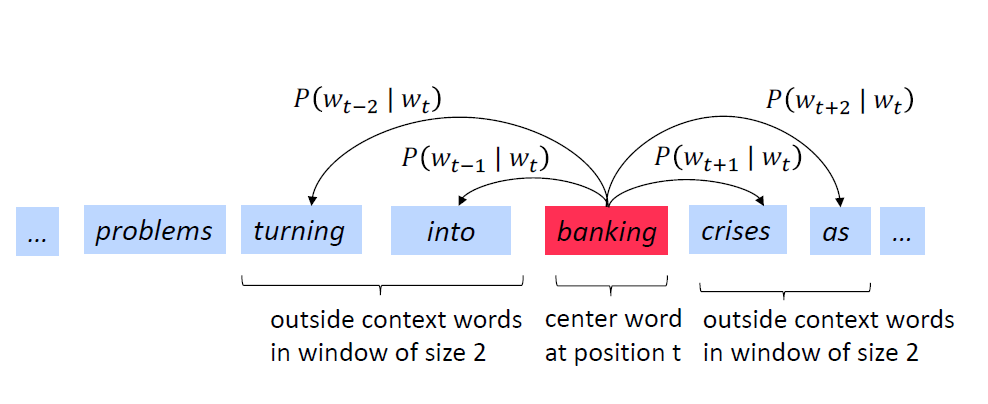 P(w_{t−2} | w_t)
P(w_{t+2} | w_t)
P(w_{t−1} | w_t)
P(w_{t+1} | w_t)
... problems turning into banking crises as ...
outside context words
in window of size 2
center word
at position t
outside context words
in window of size 2